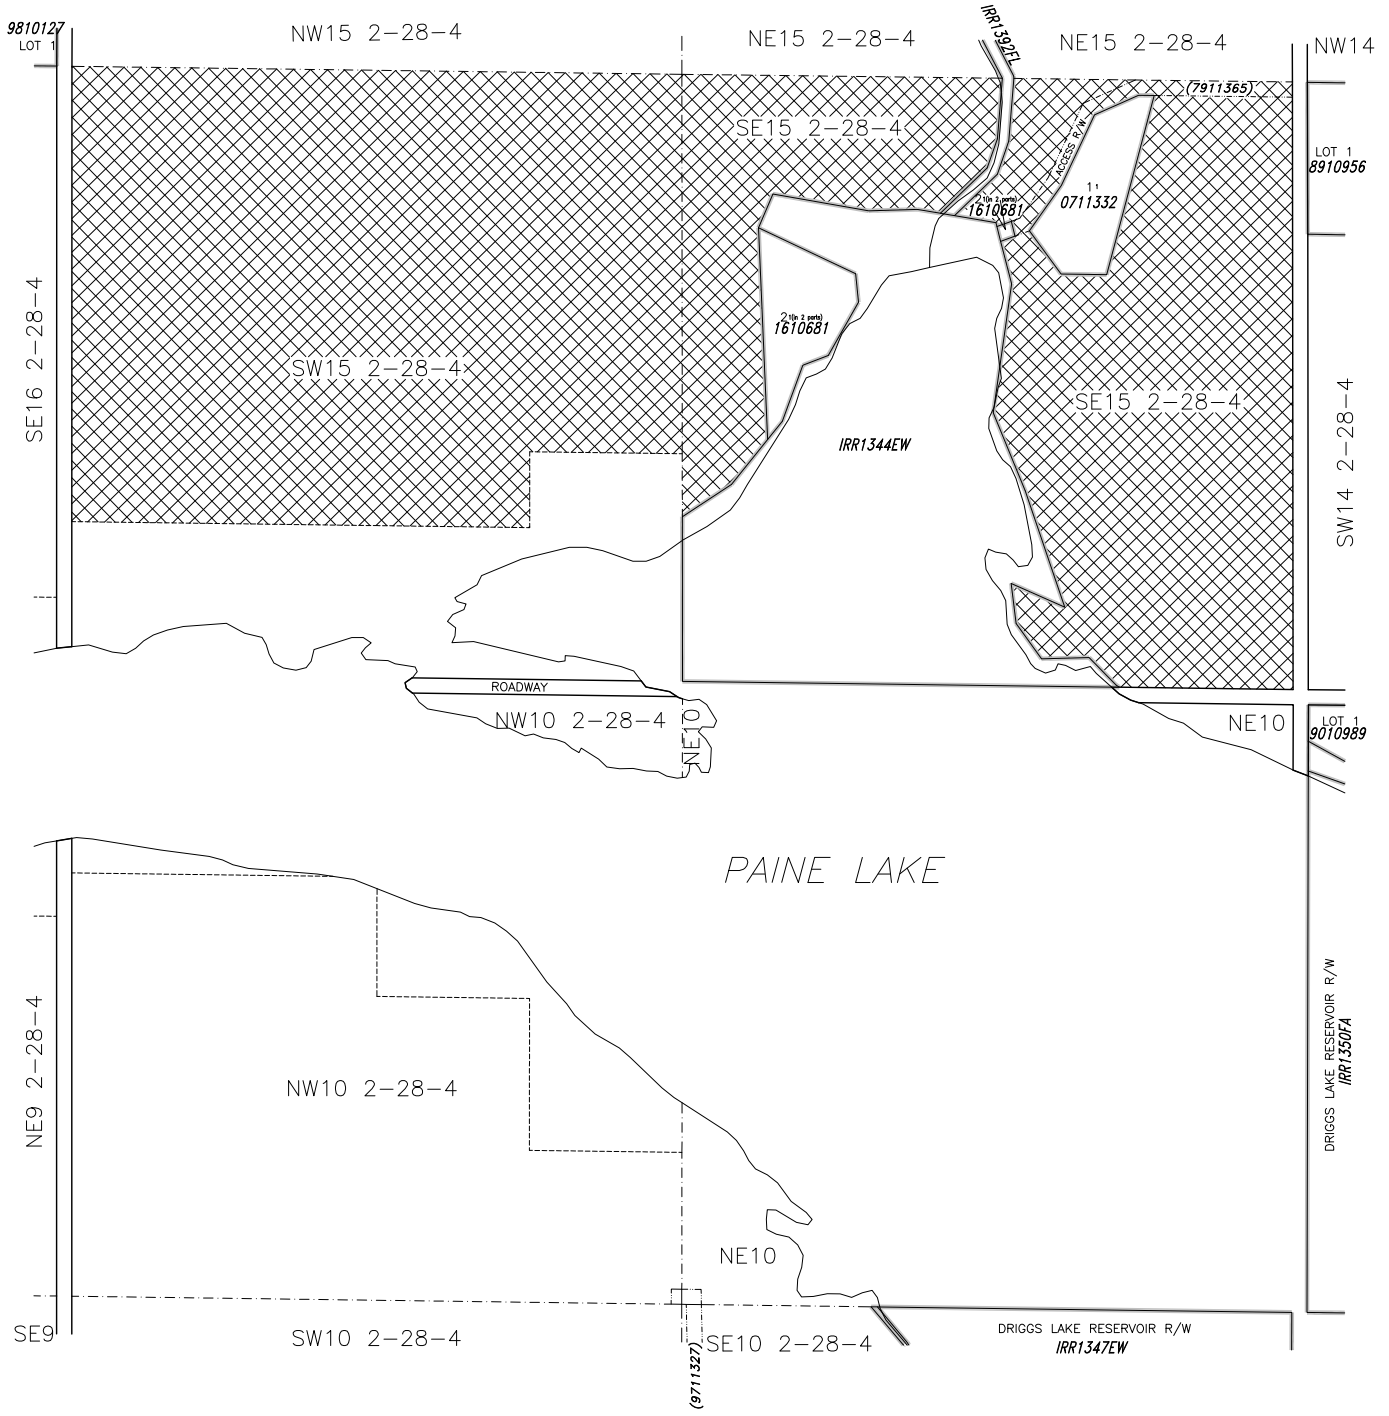 9810127
LOT 1
NW15 2-28-4
NE15 2-28-4
IRR1392FL
NE15 2-28-4
NW14
(7911365)
SE15 2-28-4
ACCESS R/W
LOT 1
8910956
1 1
0711332
2 1(in 2 parts)
1610681
SE16 2-28-4
2 1(in 2 parts)
1610681
SW15 2-28-4
SE15 2-28-4
SW14 2-28-4
IRR1344EW
ROADWAY
NW10 2-28-4
NE10
NE10
LOT 1
9010989
PAINE LAKE
NE9 2-28-4
NW10 2-28-4
DRIGGS LAKE RESERVOIR R/W
IRR1350FA
NE10
SE9
SW10 2-28-4
(9711327)
SE10 2-28-4
DRIGGS LAKE RESERVOIR R/W
IRR1347EW